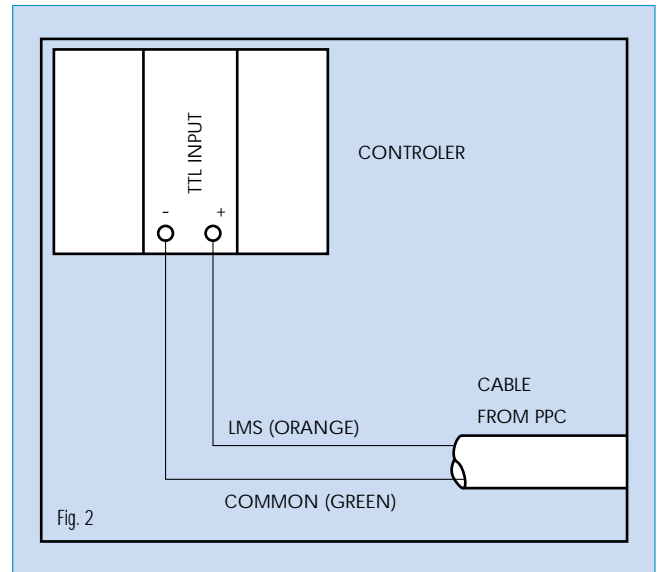 TTL INPUT
- +
CONTROLER
CABLE
FROM PPC
LMS (ORANGE)
COMMON (GREEN)
Fig. 2